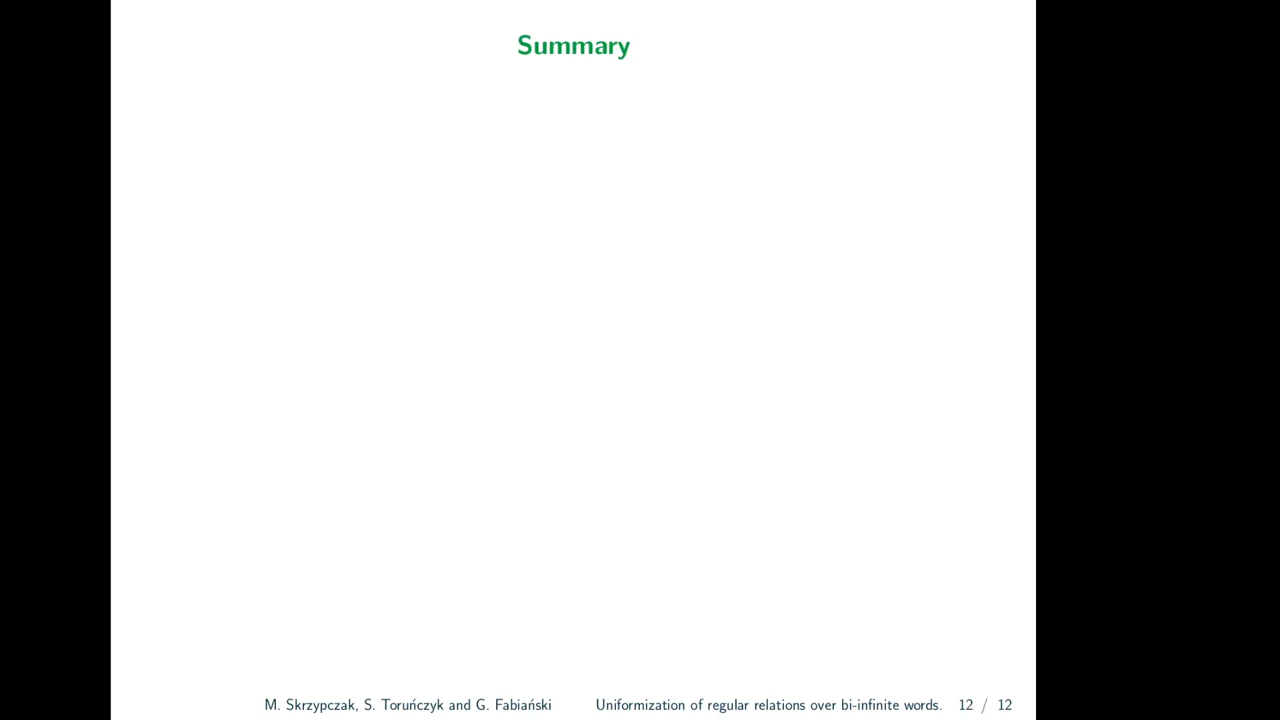 Summary
M. Skrzypczak, S. Toruńczyk and G. Fabiański Uniformization of regular relations over bi-infinite words. 12 / 12